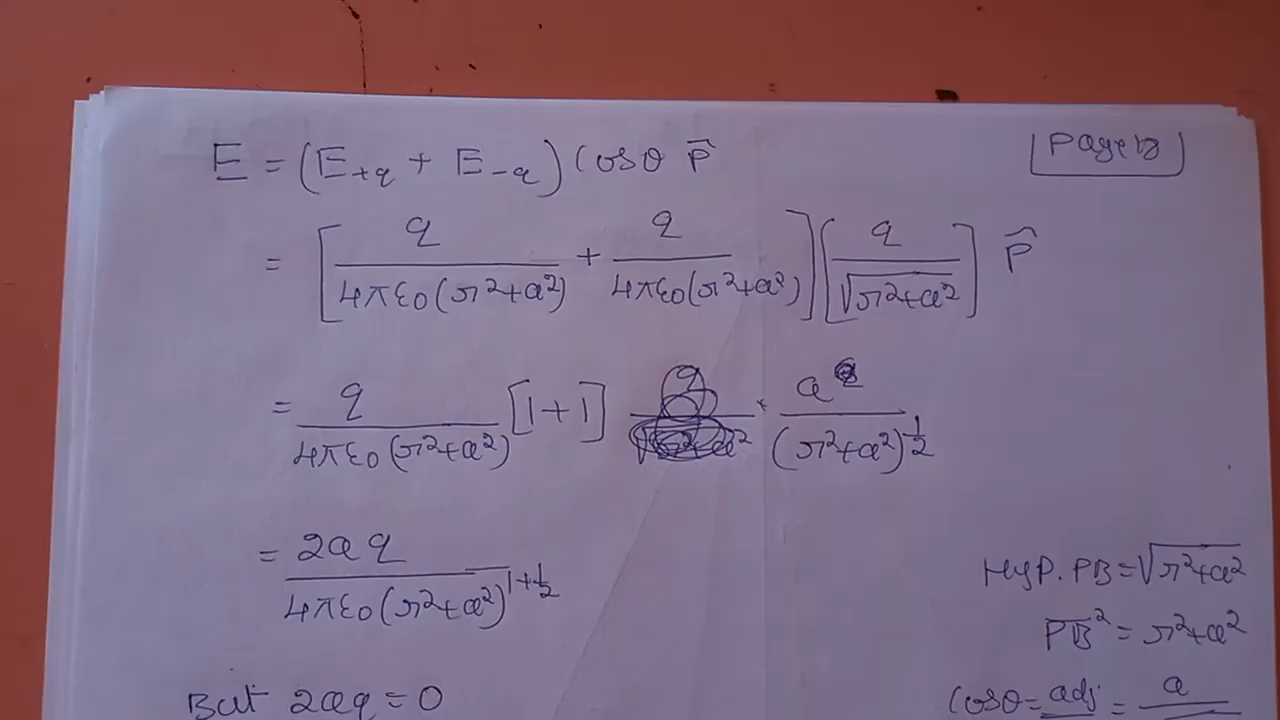 [Page 13]
E = (E+q + E-q) Cosθ p̂
= [q / 4πε0(r²+a²) + q / 4πε0(r²+a²)] [q / √r²+a²] p̂
= q / 4πε0(r²+a²) [1+1] × a / (r²+a²)^1/2
= 2aq / 4πε0(r²+a²)^1+1/2
Hyp. PB = √r²+a²
PB² = r²+a²
But 2aq = 0
Cosθ = adj = a